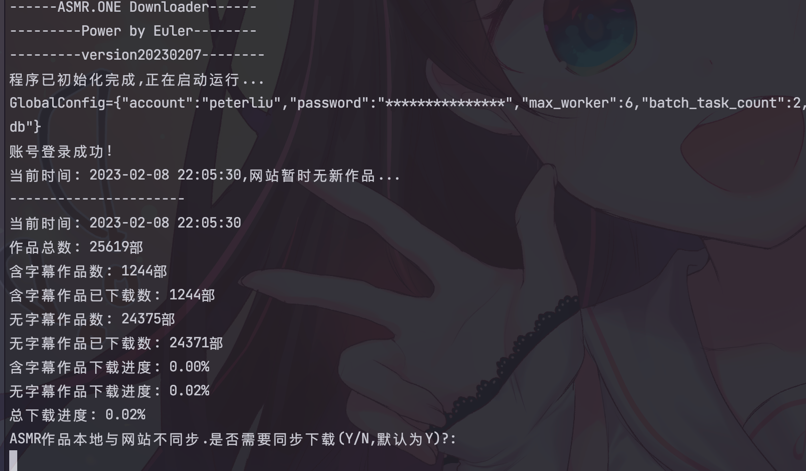 ------ASMR.ONE Downloader------
---------Power by Euler--------
---------version20230207--------
程序已初始化完成,正在启动运行...
GlobalConfig={"account":"peterliu","password":"***************","max_worker":6,"batch_task_count":2,
db"}
账号登录成功!
当前时间: 2023-02-08 22:05:30,网站暂时无新作品...
----------------------
当前时间: 2023-02-08 22:05:30
作品总数: 25619部
含字幕作品数: 1244部
含字幕作品已下载数: 1244部
无字幕作品数: 24375部
无字幕作品已下载数: 24371部
含字幕作品下载进度: 0.00%
无字幕作品下载进度: 0.02%
总下载进度: 0.02%
ASMR作品本地与网站不同步.是否需要同步下载(Y/N,默认为Y)?: